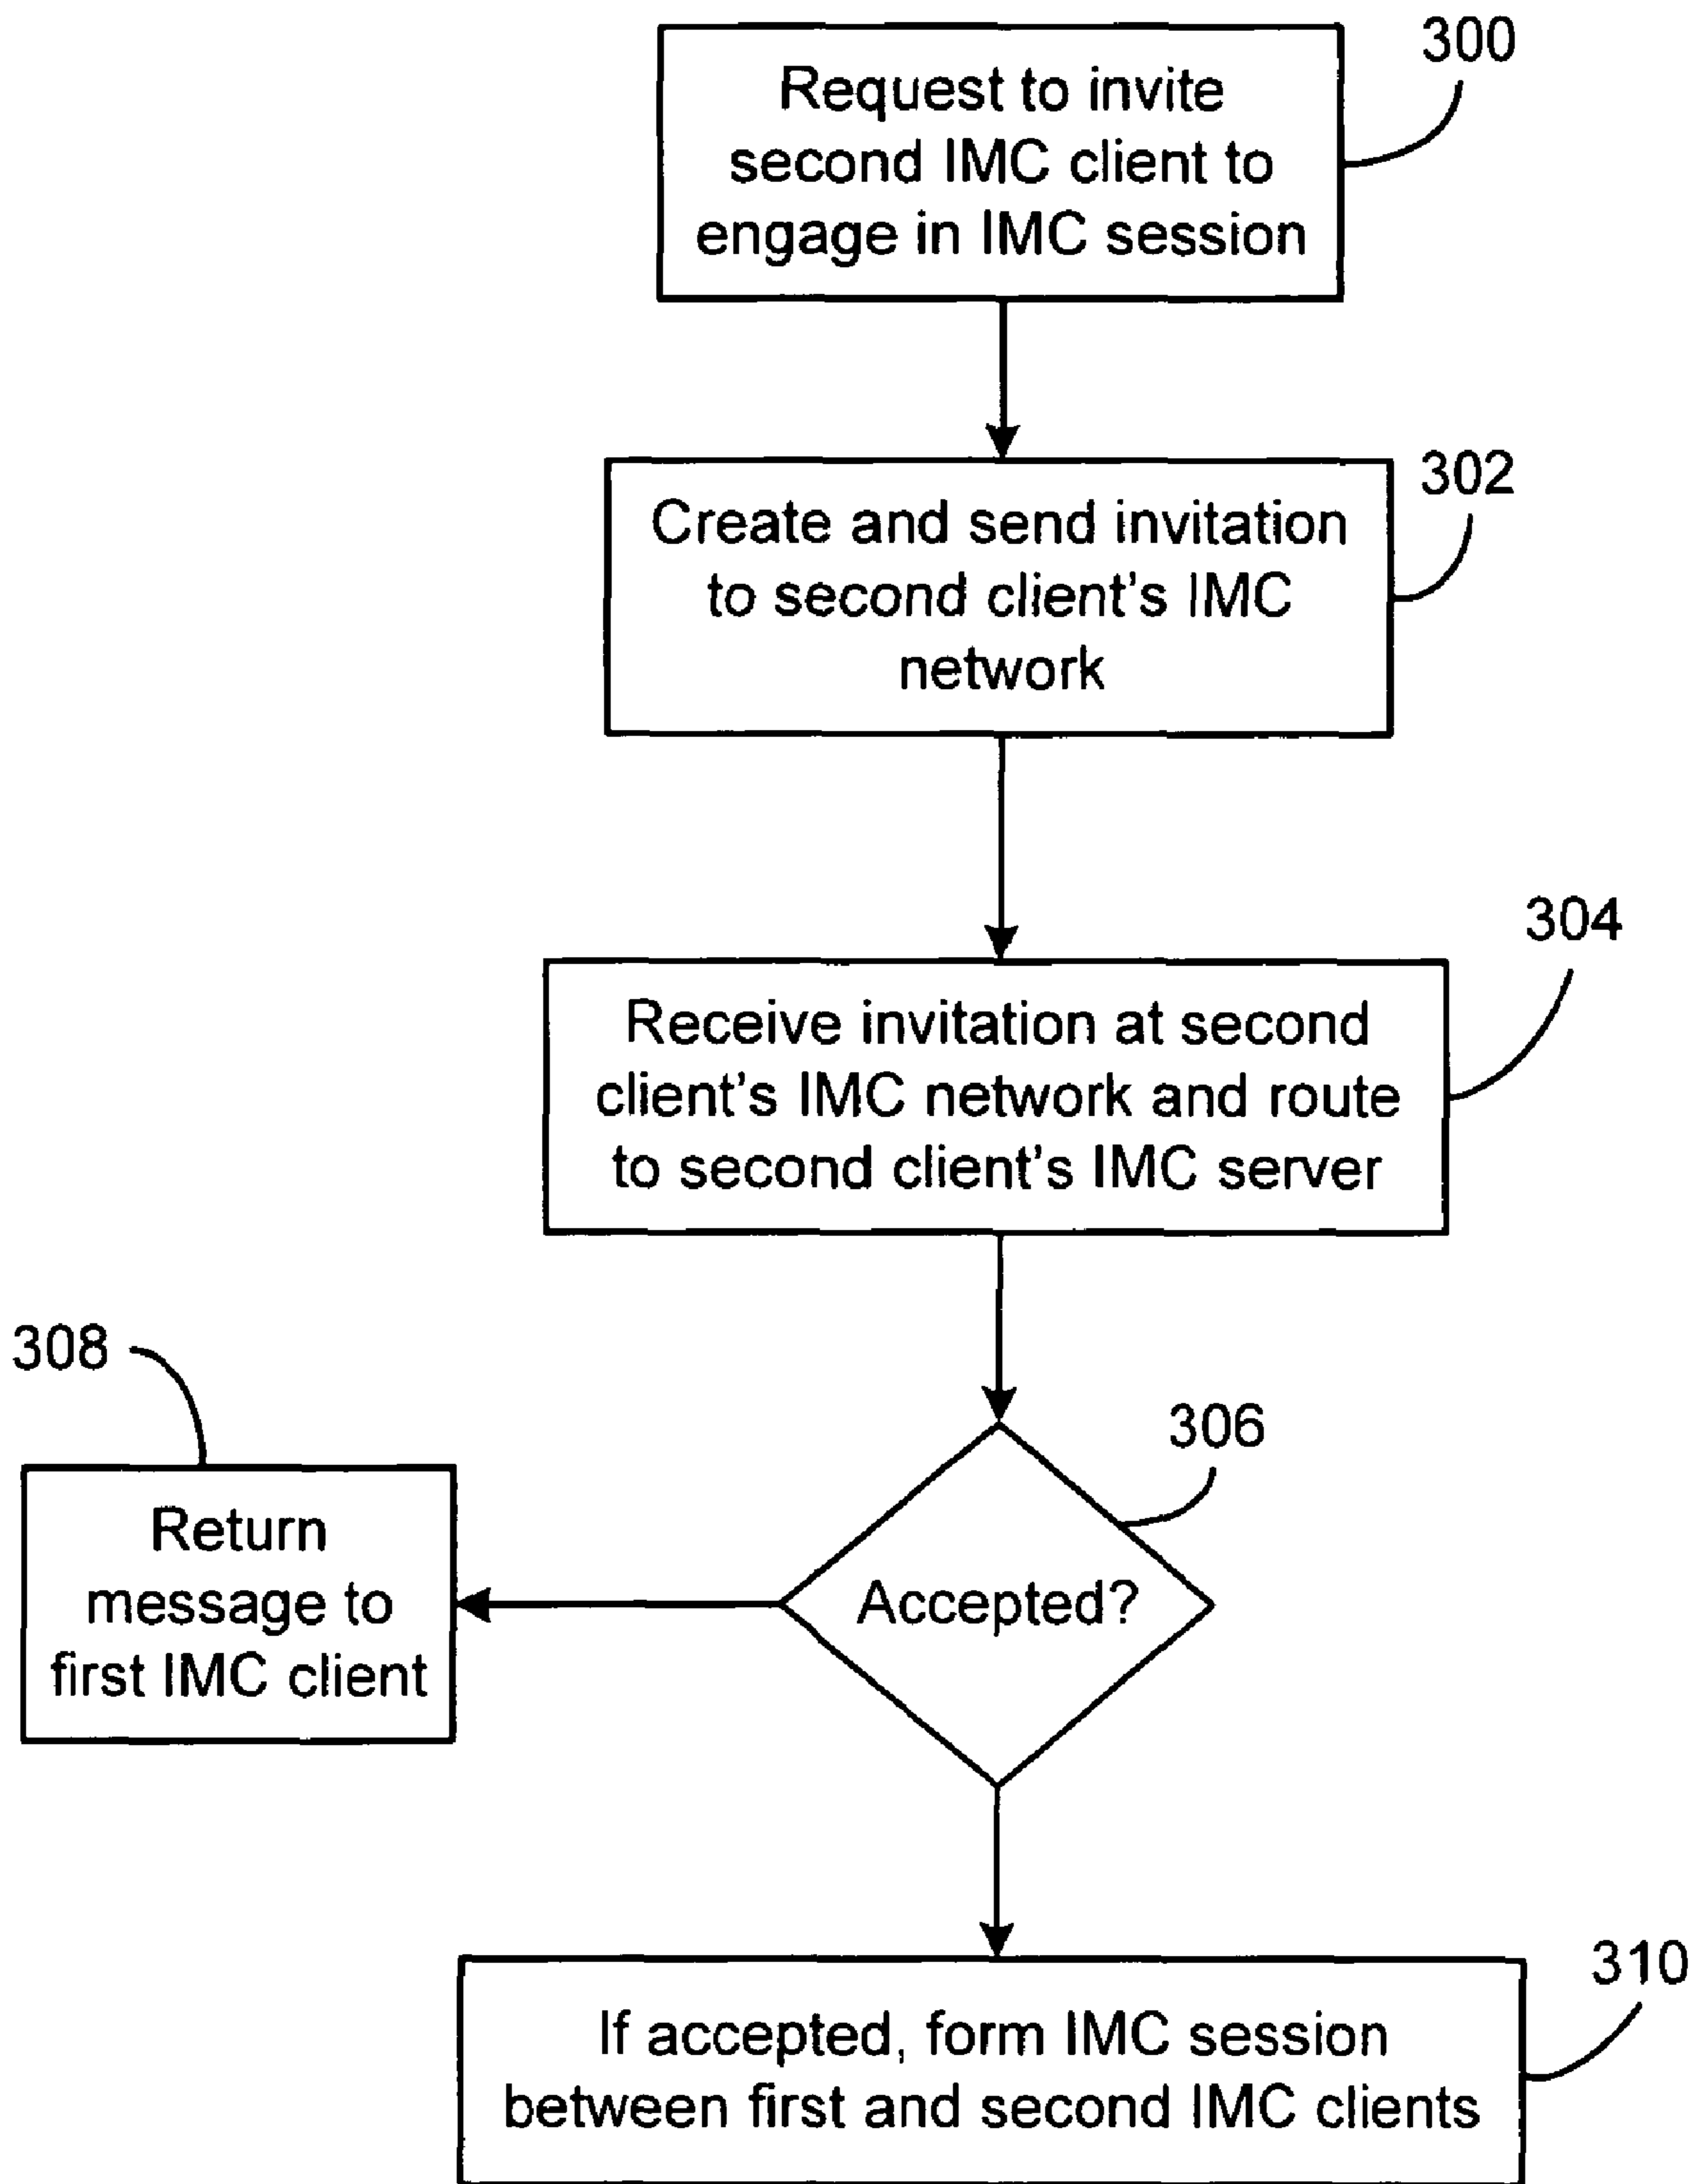 300
Request to invite
second IMC client to
engage in IMC session
302
Create and send invitation
to second client's IMC
network
304
Receive invitation at second
client's IMC network and route
to second client's IMC server
308
306
Return
message to
first IMC client
Accepted?
310
If accepted, form IMC session
between first and second IMC clients